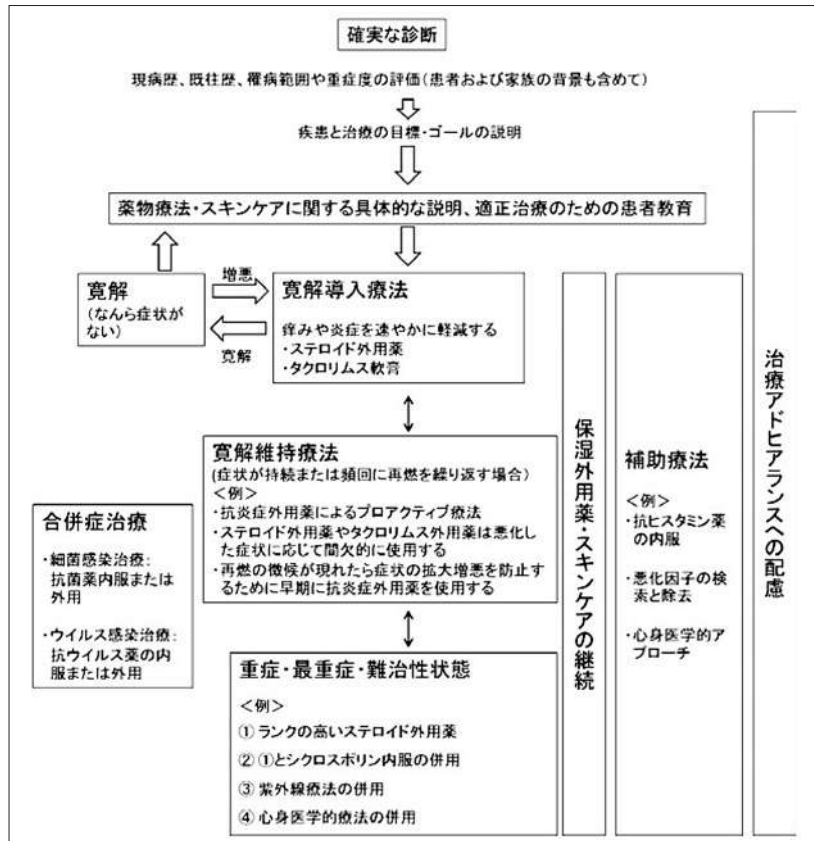 確実な診断
現病歴、既往歴、罹病範囲や重症度の評価(患者および家族の背景も含めて)
疾患と治療の目標・ゴールの説明
薬物療法・スキンケアに関する具体的な説明、適正治療のための患者教育
寛解
(なんら症状が
ない)
増悪
寛解
寛解導入療法
痒みや炎症を速やかに軽減する
・ステロイド外用薬
・タクロリムス軟膏
寛解維持療法
(症状が持続または頻回に再燃を繰り返す場合)
<例>
・抗炎症外用薬によるプロアクティブ療法
・ステロイド外用薬やタクロリムス外用薬は悪化し
た症状に応じて間欠的に使用する
・再燃の徴候が現れたら症状の拡大増悪を防止す
るために早期に抗炎症外用薬を使用する
合併症治療
・細菌感染治療:
抗菌薬内服または
外用
・ウイルス感染治療:
抗ウイルス薬の内
服または外用
重症・最重症・難治性状態
<例>
① ランクの高いステロイド外用薬
② ①とシクロスポリン内服の併用
③ 紫外線療法の併用
④ 心身医学的療法の併用
保湿外用薬・スキンケアの継続
補助療法
<例>
・抗ヒスタミン薬
の内服
・悪化因子の検
索と除去
・心身医学的ア
プローチ
治療アドヒアランスへの配慮